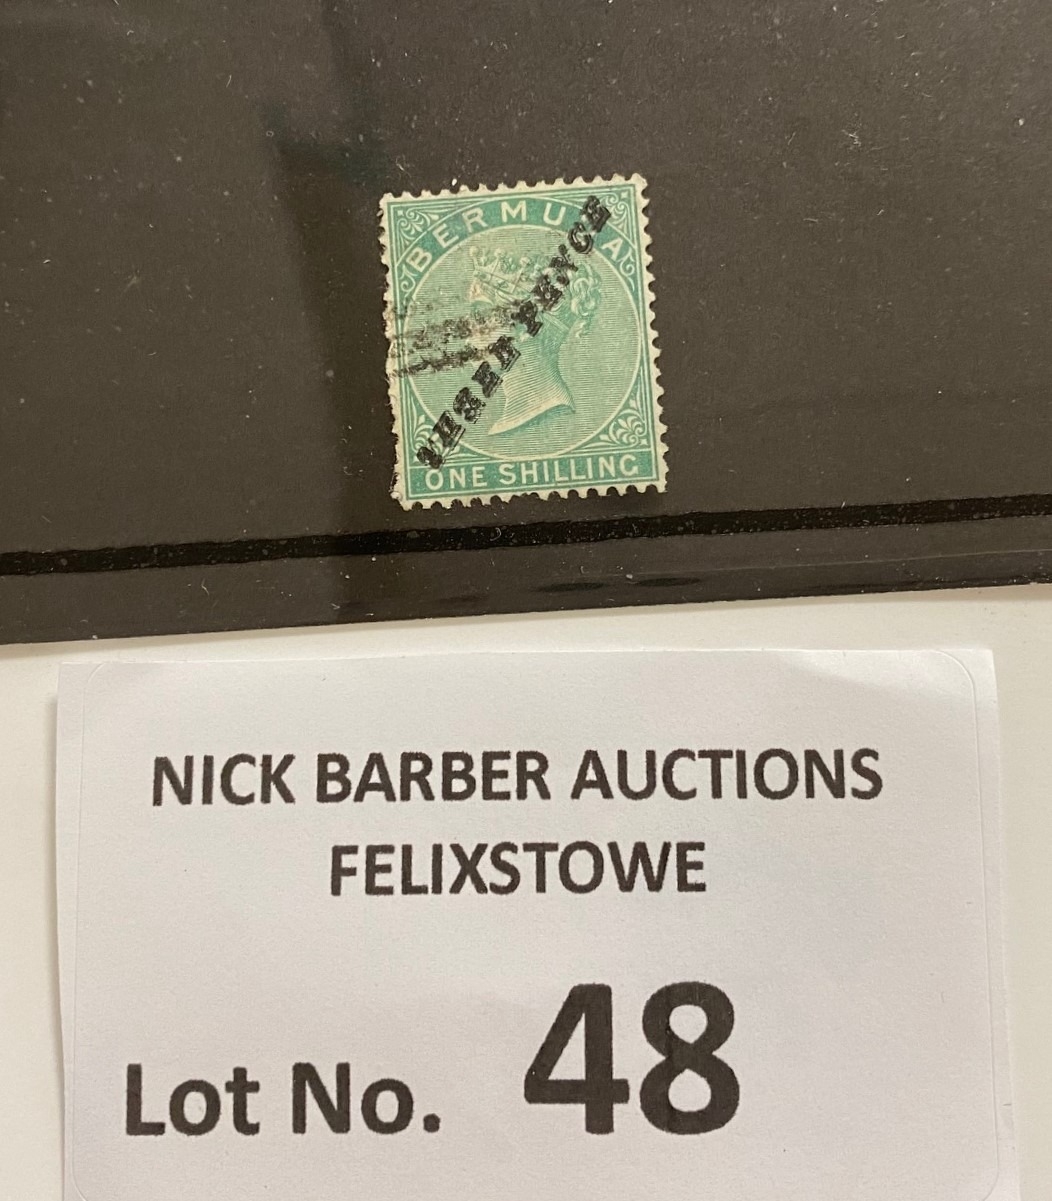 BERMUDA
THREE PENCE
ONE SHILLING
NICK BARBER AUCTIONS
FELIXSTOWE
Lot No. 48